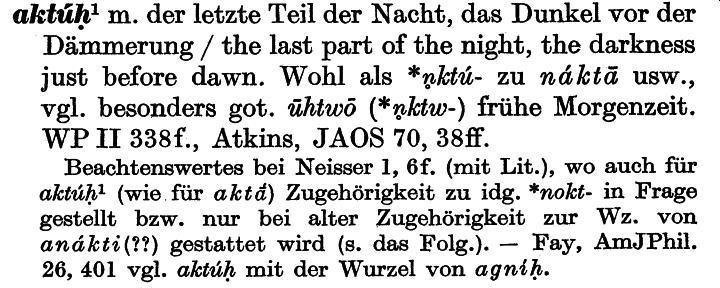 aktúḥ¹ m. der letzte Teil der Nacht, das Dunkel vor der
Dämmerung / the last part of the night, the darkness
just before dawn. Wohl als *n̥ktú- zu náktā usw.,
vgl. besonders got. ūhtwō (*n̥ktw-) frühe Morgenzeit.
WP II 338f., Atkins, JAOS 70, 38ff.
Beachtenswertes bei Neisser 1, 6f. (mit Lit.), wo auch für
aktúḥ¹ (wie für aktā́) Zugehörigkeit zu idg. *nokt- in Frage
gestellt bzw. nur bei alter Zugehörigkeit zur Wz. von
anákti(??) gestattet wird (s. das Folg.). — Fay, AmJPhil.
26, 401 vgl. aktúḥ mit der Wurzel von agníḥ.